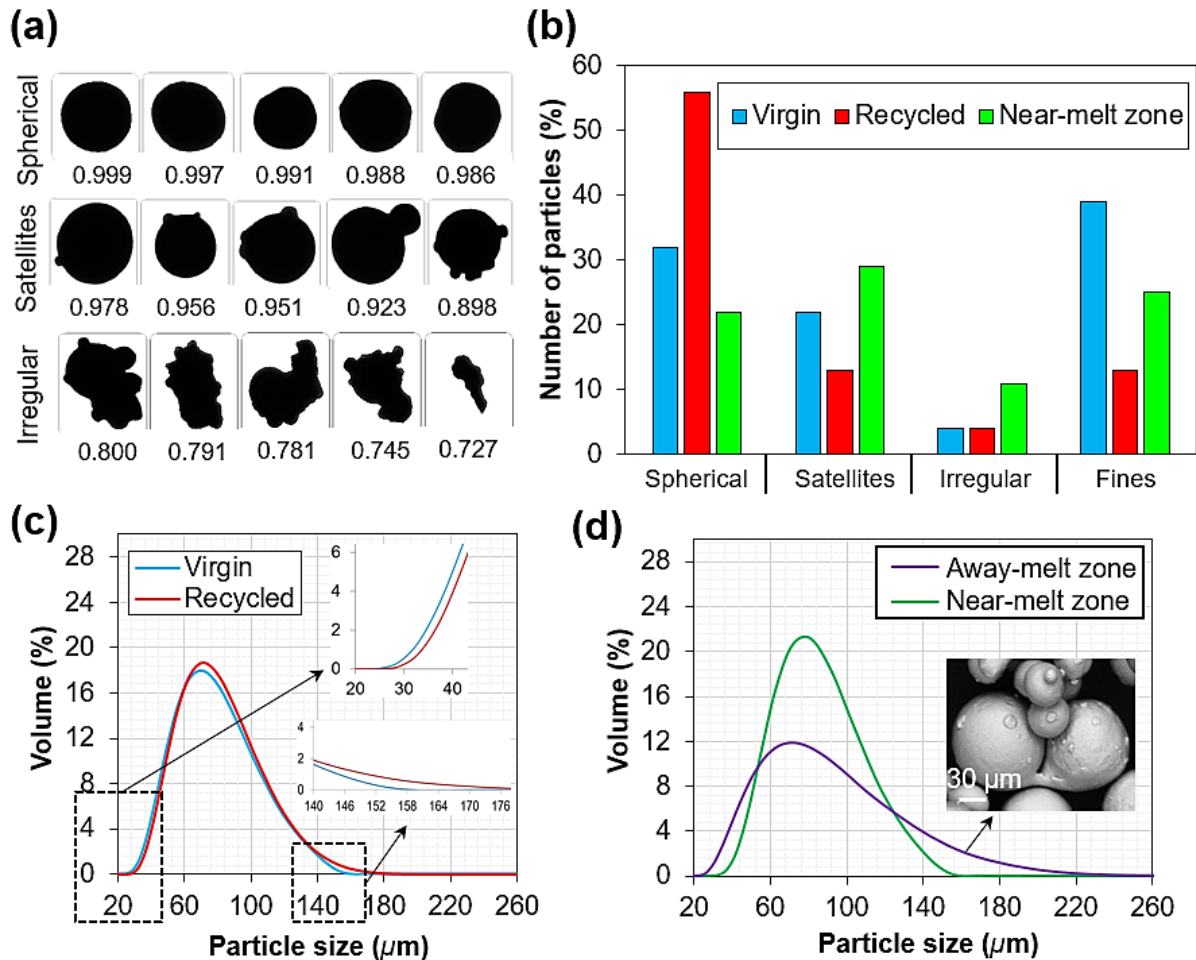 (a)
Spherical
0.999 0.997 0.991 0.988 0.986
Satellites
0.978 0.956 0.951 0.923 0.898
Irregular
0.800 0.791 0.781 0.745 0.727
(b)
Number of particles (%)
60
50
40
30
20
10
0
Virgin Recycled Near-melt zone
Spherical Satellites Irregular Fines
(c)
Volume (%)
28
24
20
16
12
8
4
0
Virgin
Recycled
6
4
2
0
20 30 40
4
2
0
140 146 152 158 164 170 176
20 60 100 140 180 220 260
Particle size (µm)
(d)
Volume (%)
28
24
20
16
12
8
4
0
Away-melt zone
Near-melt zone
30 µm
20 60 100 140 180 220 260
Particle size (µm)